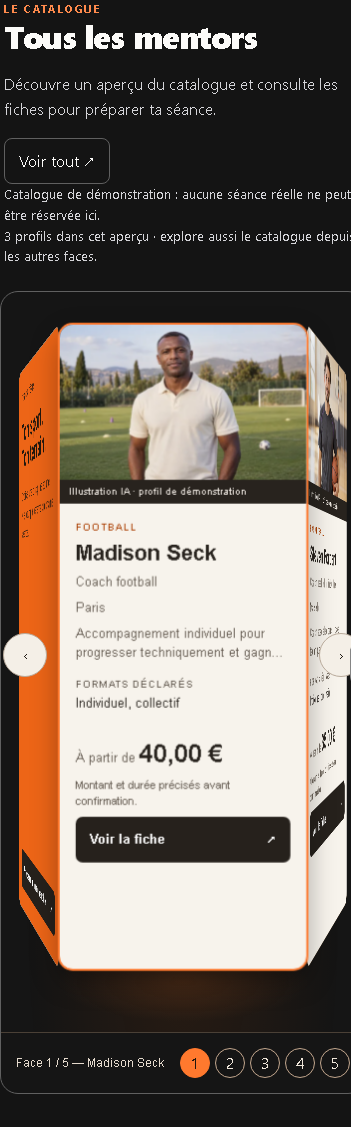 LE CATALOGUE
Tous les mentors
Découvre un aperçu du catalogue et consulte les
fiches pour préparer ta séance.
Voir tout ↗
Catalogue de démonstration : aucune séance réelle ne peut
être réservée ici.
3 profils dans cet aperçu · explore aussi le catalogue depuis
les autres faces.
Illustration IA · profil de démonstration
FOOTBALL
Madison Seck
Coach football
Paris
Accompagnement individuel pour
progresser techniquement et gagn...
FORMATS DÉCLARÉS
Individuel, collectif
À partir de 40,00 €
Montant et durée précisés avant
confirmation.
Voir la fiche ↗
‹
›
Face 1 / 5 — Madison Seck
1 2 3 4 5